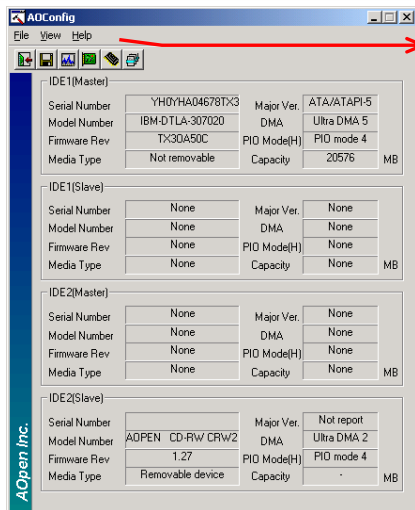 AOConfig
File View Help
IDE1(Master)
Serial Number YH0YHA04678TX3 Major Ver. ATA/ATAPI-5
Model Number IBM-DTLA-307020 DMA Ultra DMA 5
Firmware Rev TX3OA50C PIO Mode(H) PIO mode 4
Media Type Not removable Capacity 20576 MB
IDE1(Slave)
Serial Number None Major Ver. None
Model Number None DMA None
Firmware Rev None PIO Mode(H) None
Media Type None Capacity None MB
IDE2(Master)
Serial Number None Major Ver. None
Model Number None DMA None
Firmware Rev None PIO Mode(H) None
Media Type None Capacity None MB
IDE2(Slave)
Serial Number Major Ver. Not report
Model Number AOPEN CD-RW CRW2 DMA Ultra DMA 2
Firmware Rev 1.27 PIO Mode(H) PIO mode 4
Media Type Removable device Capacity - MB
AOpen Inc.